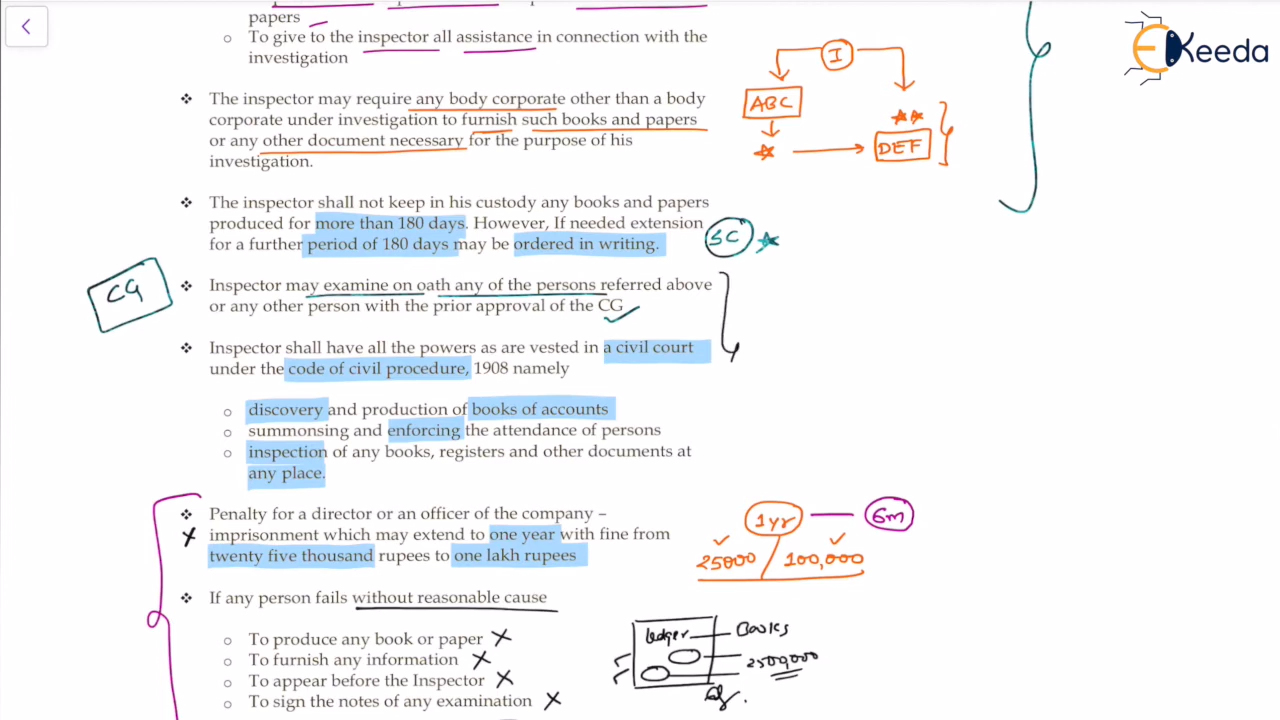 papers
o To give to the inspector all assistance in connection with the
investigation
❖ The inspector may require any body corporate other than a body
corporate under investigation to furnish such books and papers
or any other document necessary for the purpose of his
investigation.
❖ The inspector shall not keep in his custody any books and papers
produced for more than 180 days. However, If needed extension
for a further period of 180 days may be ordered in writing.
❖ Inspector may examine on oath any of the persons referred above
or any other person with the prior approval of the CG
❖ Inspector shall have all the powers as are vested in a civil court
under the code of civil procedure, 1908 namely
o discovery and production of books of accounts
o summonsing and enforcing the attendance of persons
o inspection of any books, registers and other documents at
any place.
❖ Penalty for a director or an officer of the company –
imprisonment which may extend to one year with fine from
twenty five thousand rupees to one lakh rupees
❖ If any person fails without reasonable cause
o To produce any book or paper
o To furnish any information
o To appear before the Inspector
o To sign the notes of any examination
CG
I
ABC
DEF
SC
1yr — 6m
25000 / 100,000
ledger — Books
2500,000
Ekeeda